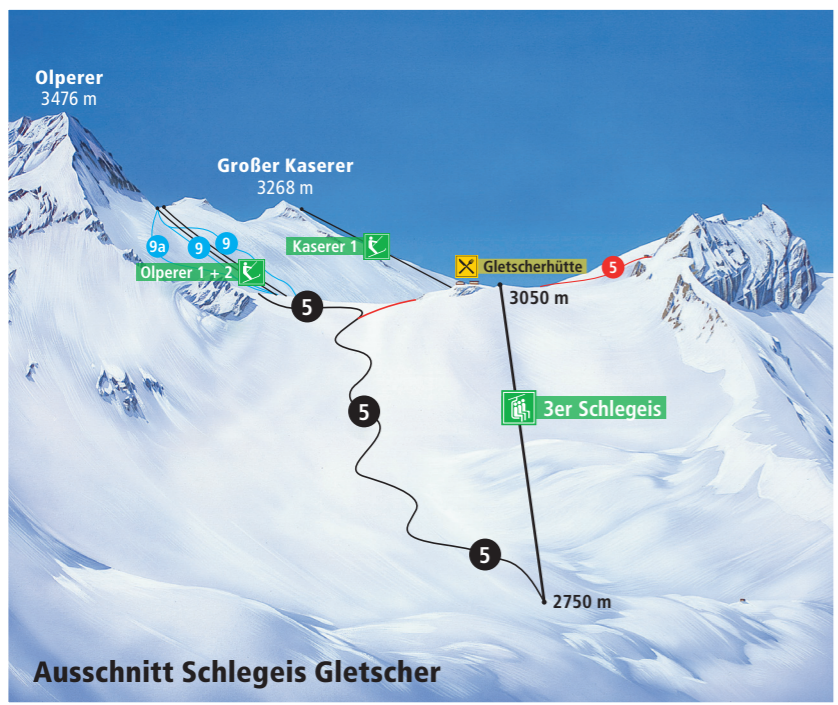 Olperer
3476 m
Großer Kaserer
3268 m
9a
9
9
Kaserer 1
Olperer 1 + 2
Gletscherhütte
5
3050 m
5
5
3er Schlegeis
5
2750 m
Ausschnitt Schlegeis Gletscher